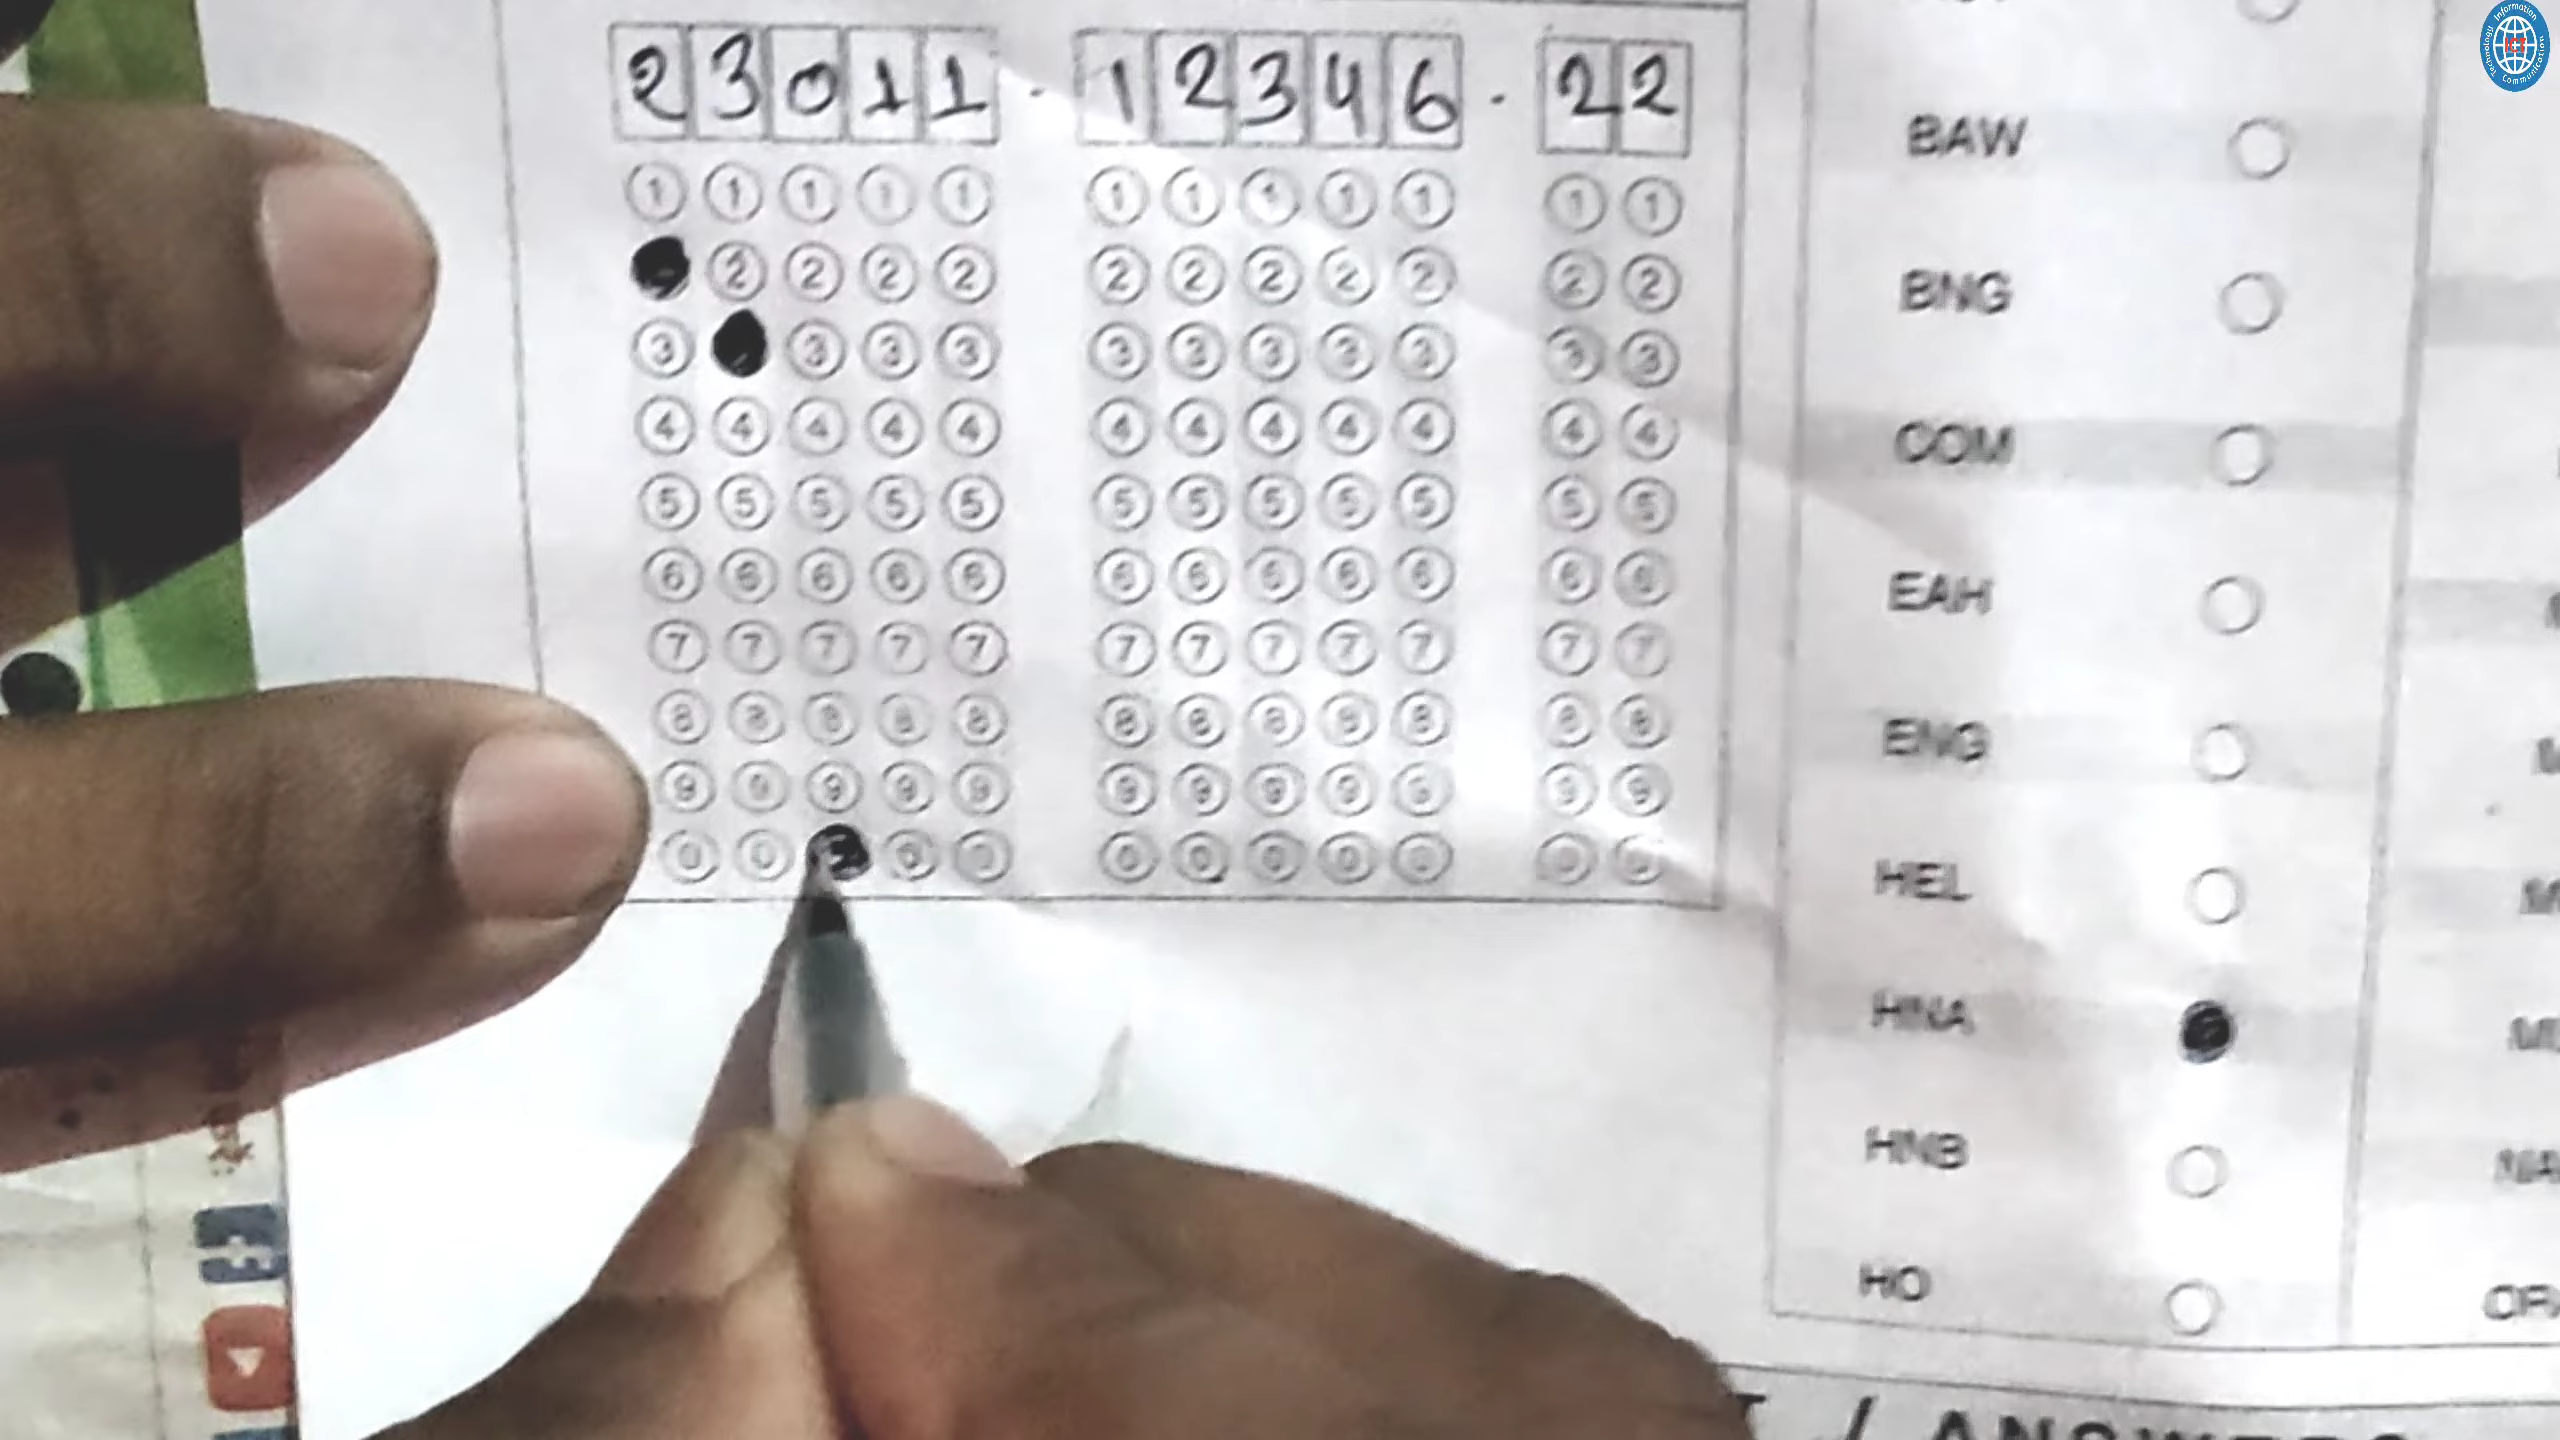 23011-12346-22
1 1 1 1 1 1 1 1 1 1 1 1
2 2 2 2 2 2 2 2 2 2 2
3 3 3 3 3 3 3 3 3 3 3
4 4 4 4 4 4 4 4 4 4 4 4
5 5 5 5 5 5 5 5 5 5 5 5
6 6 6 6 6 6 6 6 6 6 6 6
7 7 7 7 7 7 7 7 7 7 7 7
8 8 8 8 8 8 8 8 8 8 8 8
9 9 9 9 9 9 9 9 9 9 9 9
0 0 0 0 0 0 0 0 0 0 0
BAW
BNG
COM
EAH
ENG
HEL
HNA
HNB
HO
Information
Communication
Technology
ICT